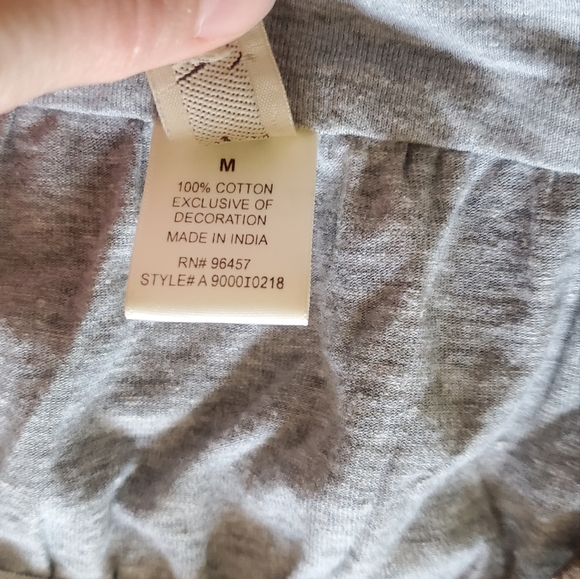 M
100% COTTON
EXCLUSIVE OF
DECORATION
MADE IN INDIA
RN# 96457
STYLE# A 9000I0218